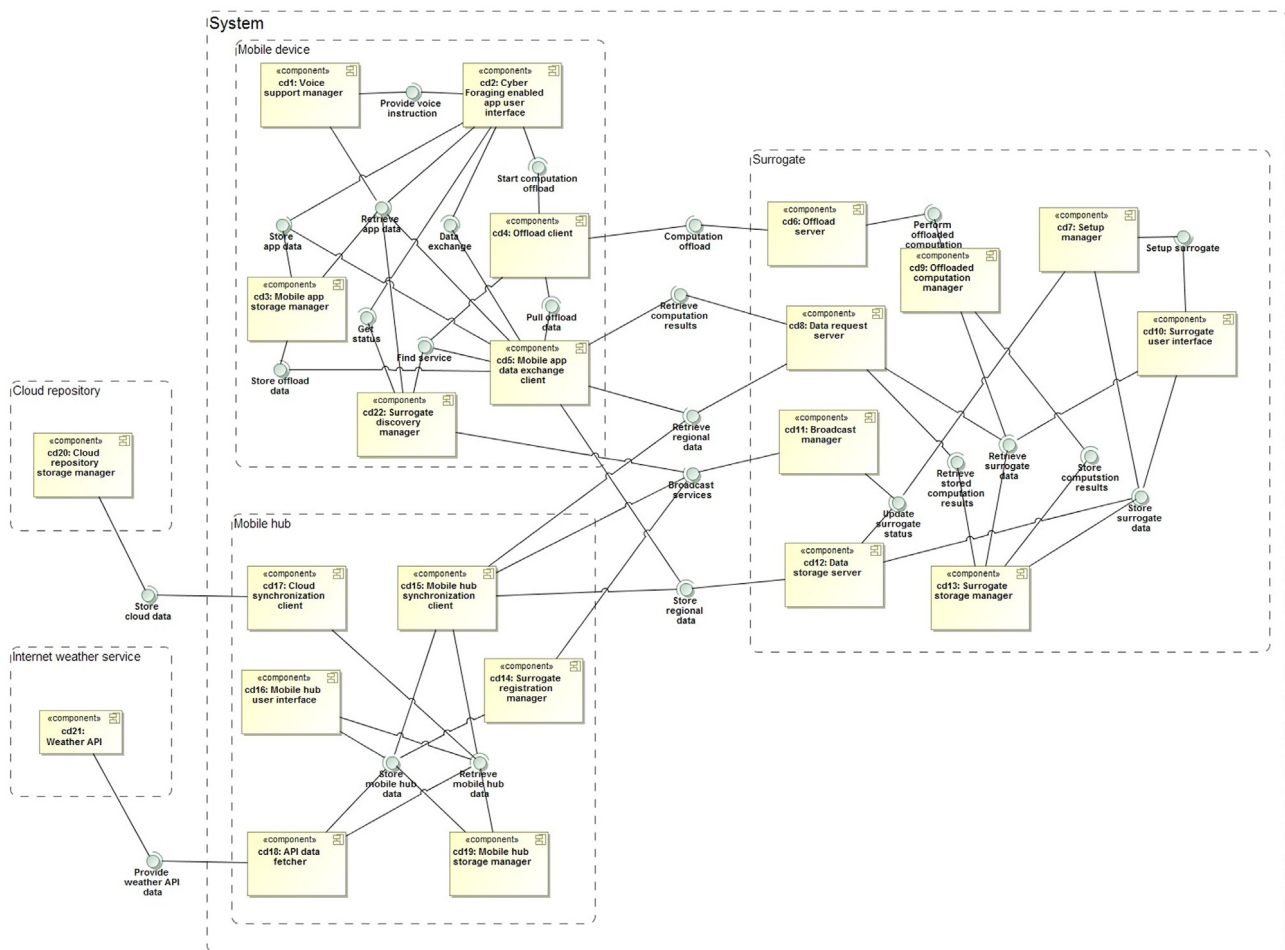 System
Mobile device
«component»
cd1: Voice
support manager
Provide voice
instruction
«component»
cd2: Cyber
Foraging enabled
app user
interface
Start computation
offload
Store
app data
Retrieve
app data
Data
exchange
«component»
cd4: Offload client
«component»
cd3: Mobile app
storage manager
Get
status
Find service
Pull offload
data
Store offload
data
«component»
cd5: Mobile app
data exchange
client
«component»
cd22: Surrogate
discovery
manager
Computation
offload
Retrieve
computation
results
Retrieve
regional data
Broadcast
services
Store
regional
data
Surrogate
«component»
cd6: Offload
server
Perform
offloaded
computation
«component»
cd7: Setup
manager
Setup surrogate
«component»
cd9: Offloaded
computation
manager
«component»
cd8: Data request
server
«component»
cd10: Surrogate
user interface
«component»
cd11: Broadcast
manager
Retrieve
stored
computation
results
Retrieve
surrogate
data
Store
computstion
results
Update
surrogate
status
Store
surrogate
data
«component»
cd12: Data
storage server
«component»
cd13: Surrogate
storage manager
Cloud repository
«component»
cd20: Cloud
repository
storage manager
Store
cloud data
Internet weather service
«component»
cd21:
Weather API
Provide
weather API
data
Mobile hub
«component»
cd17: Cloud
synchronization
client
«component»
cd15: Mobile hub
synchronization
client
«component»
cd16: Mobile hub
user interface
«component»
cd14: Surrogate
registration
manager
Store
mobile hub
data
Retrieve
mobile hub
data
«component»
cd18: API data
fetcher
«component»
cd19: Mobile hub
storage manager